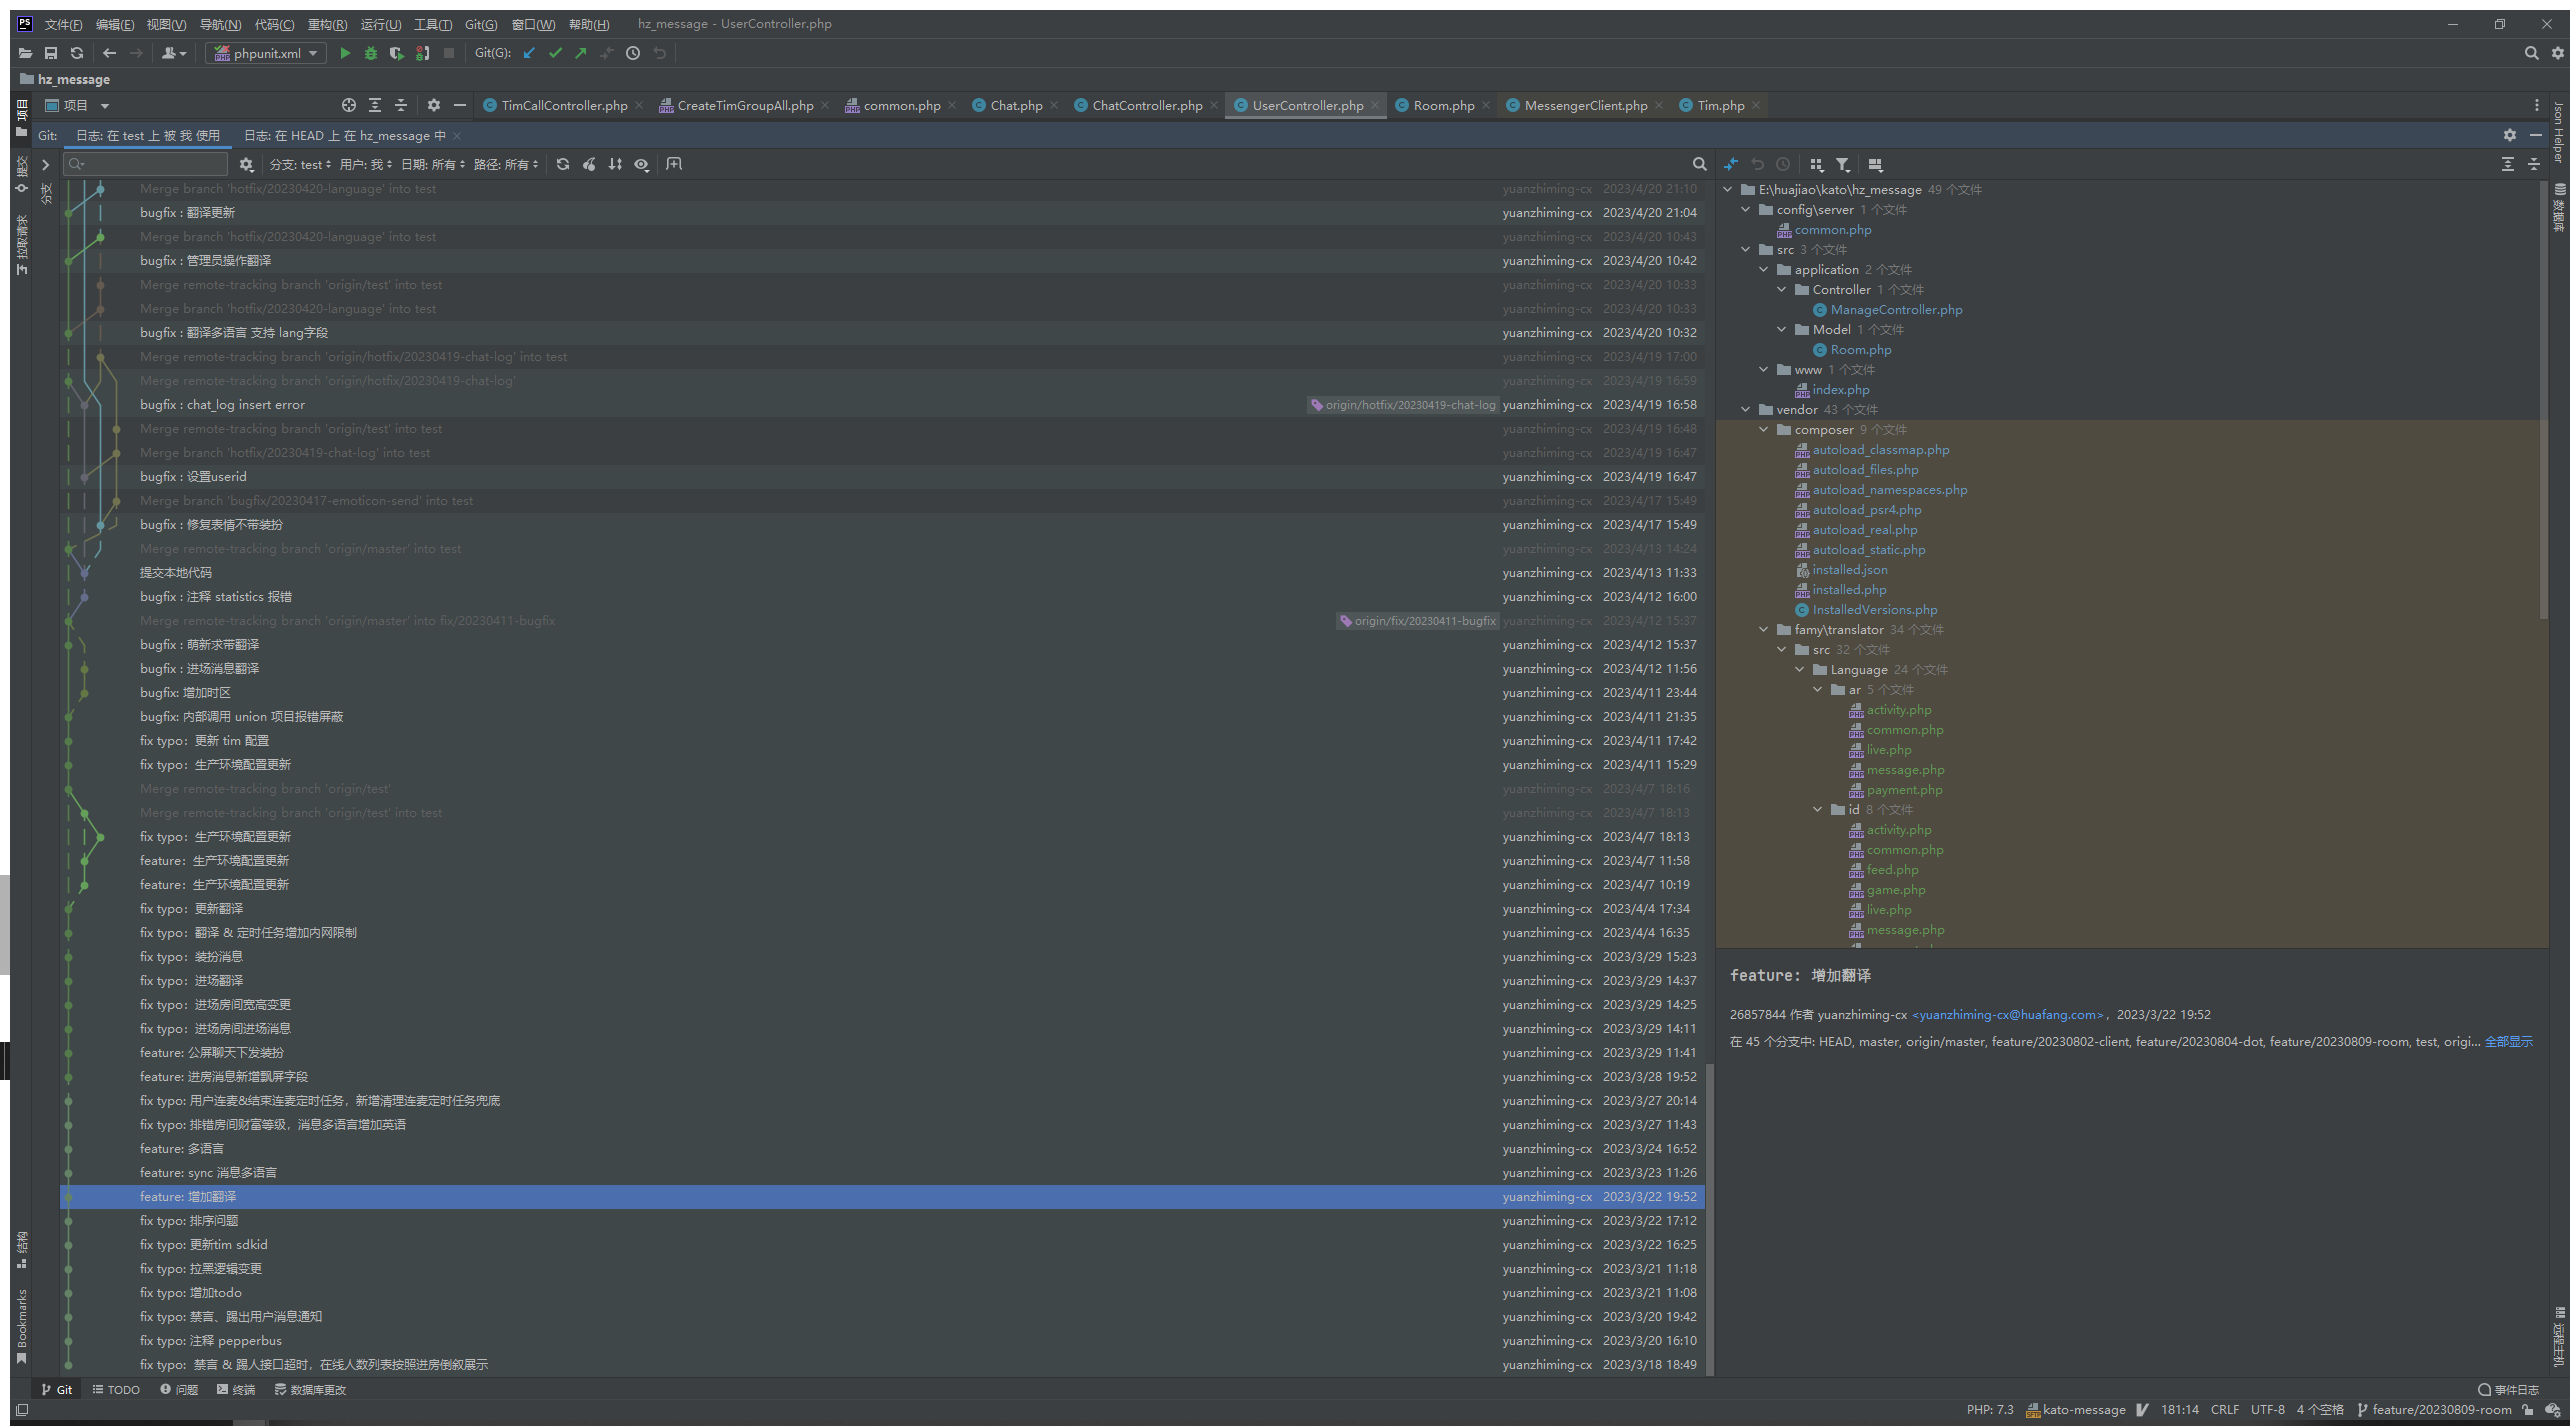 文件(F) 编辑(E) 视图(V) 导航(N) 代码(C) 重构(R) 运行(U) 工具(T) Git(G) 窗口(W) 帮助(H) hz_message - UserController.php
phpunit.xml Git(G):
hz_message
项目 TimCallController.php CreateTimGroupAll.php common.php Chat.php ChatController.php UserController.php Room.php MessengerClient.php Tim.php
Git: 日志: 在 test 上 被 我 使用 日志: 在 HEAD 上 在 hz_message 中
分支: test 用户: 我 日期: 所有 路径: 所有
Merge branch 'hotfix/20230420-language' into test yuanzhiming-cx 2023/4/20 21:10
bugfix : 翻译更新 yuanzhiming-cx 2023/4/20 21:04
Merge branch 'hotfix/20230420-language' into test yuanzhiming-cx 2023/4/20 10:43
bugfix : 管理员操作翻译 yuanzhiming-cx 2023/4/20 10:42
Merge remote-tracking branch 'origin/test' into test yuanzhiming-cx 2023/4/20 10:33
Merge branch 'hotfix/20230420-language' into test yuanzhiming-cx 2023/4/20 10:33
bugfix : 翻译多语言 支持 lang字段 yuanzhiming-cx 2023/4/20 10:32
Merge remote-tracking branch 'origin/hotfix/20230419-chat-log' into test yuanzhiming-cx 2023/4/19 17:00
Merge remote-tracking branch 'origin/hotfix/20230419-chat-log' yuanzhiming-cx 2023/4/19 16:59
bugfix : chat_log insert error origin/hotfix/20230419-chat-log yuanzhiming-cx 2023/4/19 16:58
Merge remote-tracking branch 'origin/test' into test yuanzhiming-cx 2023/4/19 16:48
Merge branch 'hotfix/20230419-chat-log' into test yuanzhiming-cx 2023/4/19 16:47
bugfix : 设置userid yuanzhiming-cx 2023/4/19 16:47
Merge branch 'bugfix/20230417-emoticon-send' into test yuanzhiming-cx 2023/4/17 15:49
bugfix : 修复表情不带装扮 yuanzhiming-cx 2023/4/17 15:49
Merge remote-tracking branch 'origin/master' into test yuanzhiming-cx 2023/4/13 14:24
提交本地代码 yuanzhiming-cx 2023/4/13 11:33
bugfix : 注释 statistics 报错 yuanzhiming-cx 2023/4/12 16:00
Merge remote-tracking branch 'origin/master' into fix/20230411-bugfix origin/fix/20230411-bugfix yuanzhiming-cx 2023/4/12 15:37
bugfix : 萌新求带翻译 yuanzhiming-cx 2023/4/12 15:37
bugfix : 进场消息翻译 yuanzhiming-cx 2023/4/12 11:56
bugfix: 增加时区 yuanzhiming-cx 2023/4/11 23:44
bugfix: 内部调用 union 项目报错屏蔽 yuanzhiming-cx 2023/4/11 21:35
fix typo： 更新 tim 配置 yuanzhiming-cx 2023/4/11 17:42
fix typo： 生产环境配置更新 yuanzhiming-cx 2023/4/11 15:29
Merge remote-tracking branch 'origin/test' yuanzhiming-cx 2023/4/7 18:16
Merge remote-tracking branch 'origin/test' into test yuanzhiming-cx 2023/4/7 18:13
fix typo： 生产环境配置更新 yuanzhiming-cx 2023/4/7 18:13
feature： 生产环境配置更新 yuanzhiming-cx 2023/4/7 11:58
feature： 生产环境配置更新 yuanzhiming-cx 2023/4/7 10:19
fix typo： 更新翻译 yuanzhiming-cx 2023/4/4 17:34
fix typo： 翻译 & 定时任务增加内网限制 yuanzhiming-cx 2023/4/4 16:35
fix typo： 装扮消息 yuanzhiming-cx 2023/3/29 15:23
fix typo： 进场翻译 yuanzhiming-cx 2023/3/29 14:37
fix typo： 进场房间宽高变更 yuanzhiming-cx 2023/3/29 14:25
fix typo： 进场房间进场消息 yuanzhiming-cx 2023/3/29 14:11
feature: 公屏聊天下发装扮 yuanzhiming-cx 2023/3/29 11:41
feature: 进房消息新增飘屏字段 yuanzhiming-cx 2023/3/28 19:52
fix typo: 用户连麦&结束连麦定时任务，新增清理连麦定时任务兜底 yuanzhiming-cx 2023/3/27 20:14
fix typo: 排错房间财富等级，消息多语言增加英语 yuanzhiming-cx 2023/3/27 11:43
feature: 多语言 yuanzhiming-cx 2023/3/24 16:52
feature: sync 消息多语言 yuanzhiming-cx 2023/3/23 11:26
feature: 增加翻译 yuanzhiming-cx 2023/3/22 19:52
fix typo: 排序问题 yuanzhiming-cx 2023/3/22 17:12
fix typo: 更新tim sdkid yuanzhiming-cx 2023/3/22 16:25
fix typo: 拉黑逻辑变更 yuanzhiming-cx 2023/3/21 11:18
fix typo: 增加todo yuanzhiming-cx 2023/3/21 11:08
fix typo: 禁言、踢出用户消息通知 yuanzhiming-cx 2023/3/20 19:42
fix typo: 注释 pepperbus yuanzhiming-cx 2023/3/20 16:10
fix typo: 禁言 & 踢人接口超时，在线人数列表按照进房倒叙展示 yuanzhiming-cx 2023/3/18 18:49
E:\huajiao\kato\hz_message 49 个文件
config\server 1 个文件
common.php
src 3 个文件
application 2 个文件
Controller 1 个文件
ManageController.php
Model 1 个文件
Room.php
www 1 个文件
index.php
vendor 43 个文件
composer 9 个文件
autoload_classmap.php
autoload_files.php
autoload_namespaces.php
autoload_psr4.php
autoload_real.php
autoload_static.php
installed.json
installed.php
InstalledVersions.php
famy\translator 34 个文件
src 32 个文件
Language 24 个文件
ar 5 个文件
activity.php
common.php
live.php
message.php
payment.php
id 8 个文件
activity.php
common.php
feed.php
game.php
live.php
message.php
feature: 增加翻译
26857844 作者 yuanzhiming-cx <yuanzhiming-cx@huafang.com>，2023/3/22 19:52
在 45 个分支中: HEAD, master, origin/master, feature/20230802-client, feature/20230804-dot, feature/20230809-room, test, origi... 全部显示
项目
提交
拉取请求
分支
结构
Bookmarks
Json Helper
数据库
远程主机
Git TODO 问题 终端 数据库更改 事件日志
PHP: 7.3 kato-message 181:14 CRLF UTF-8 4 个空格 feature/20230809-room